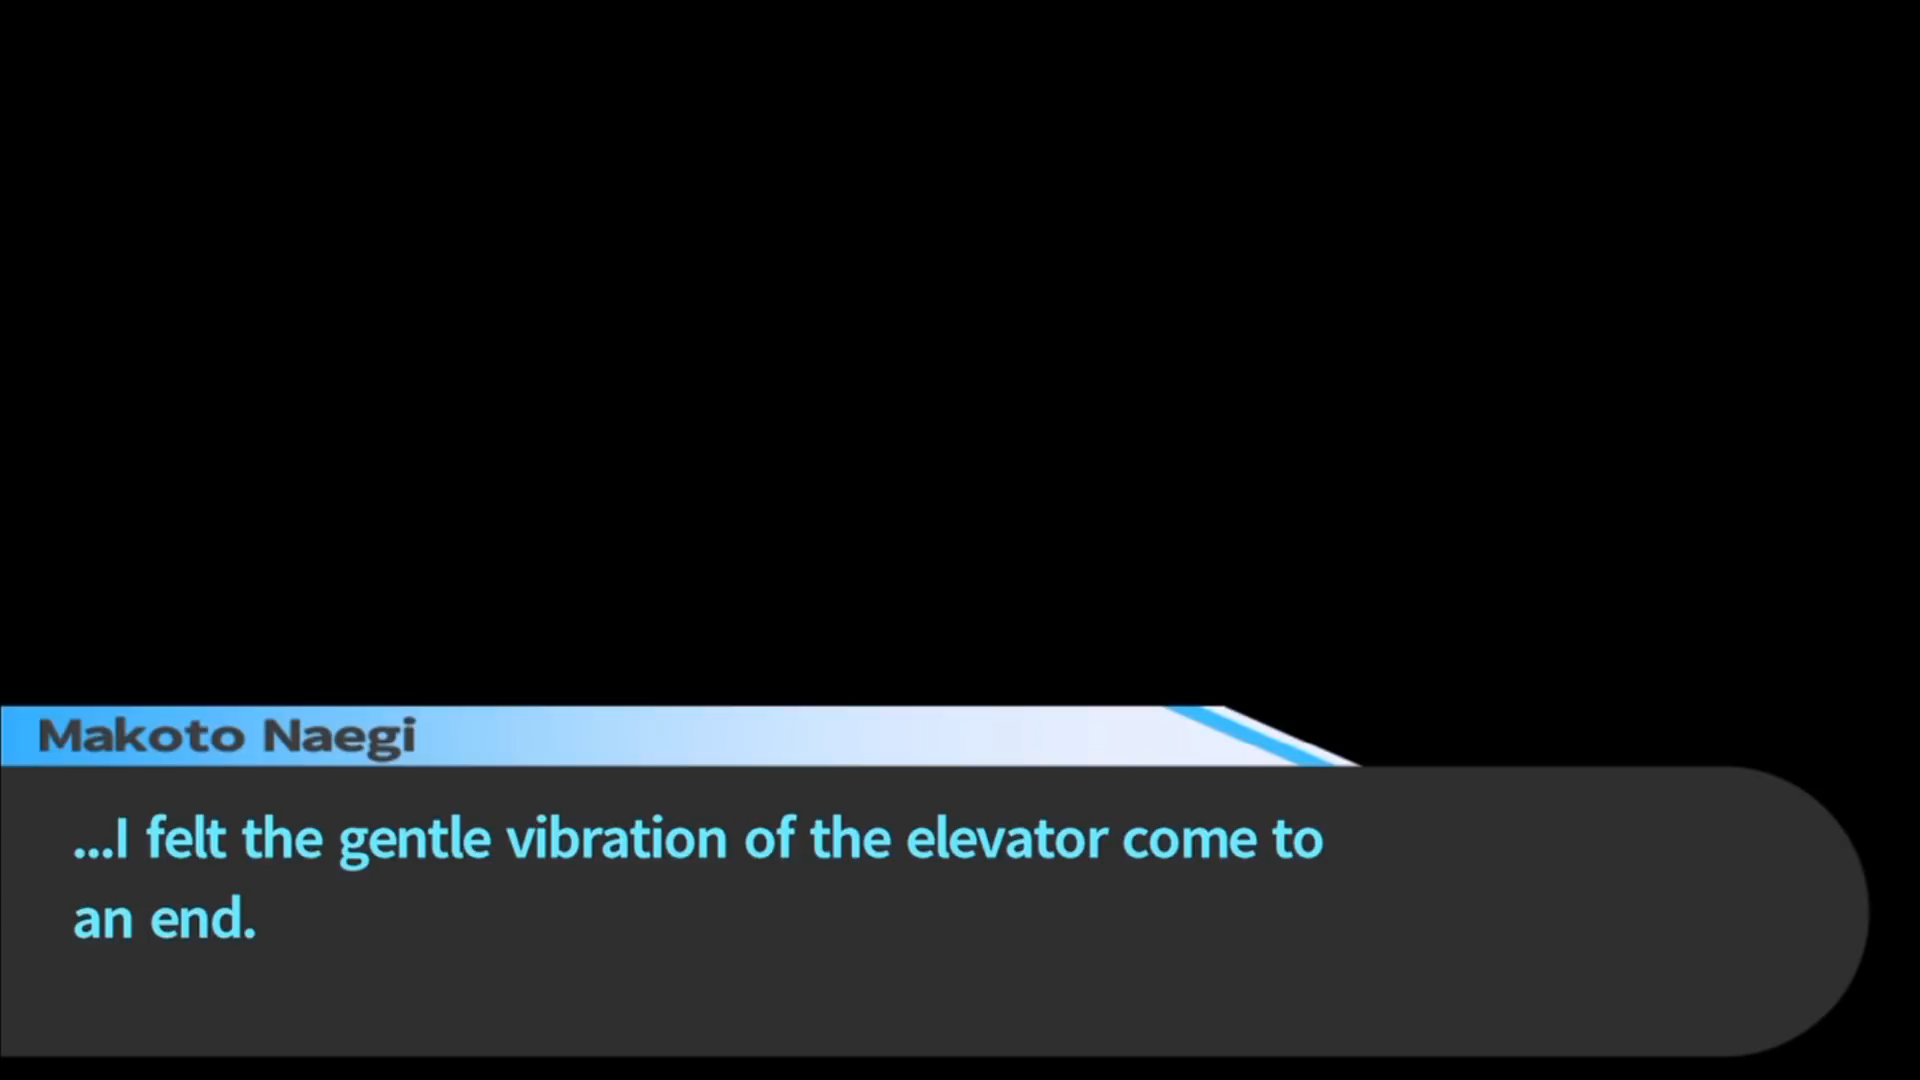 Makoto Naegi
...I felt the gentle vibration of the elevator come to
an end.